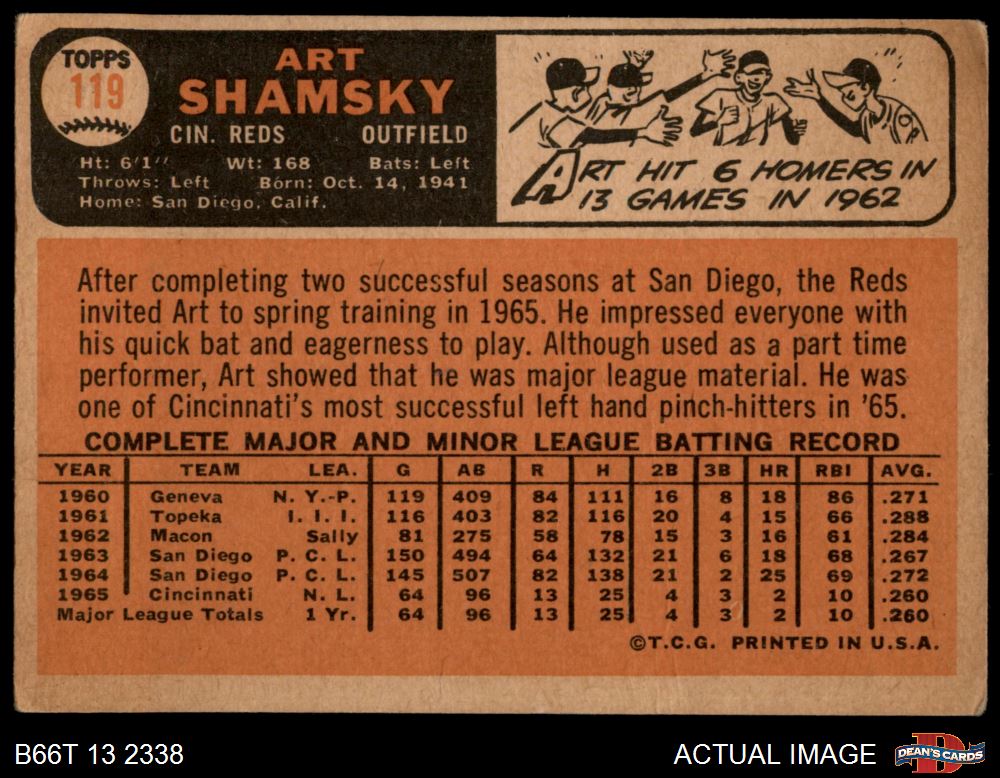 TOPPS
119
ART
SHAMSKY
CIN. REDS OUTFIELD
Ht: 6'1" Wt: 168 Bats: Left
Throws: Left Born: Oct. 14, 1941
Home: San Diego, Calif.
ART HIT 6 HOMERS IN
13 GAMES IN 1962
After completing two successful seasons at San Diego, the Reds
invited Art to spring training in 1965. He impressed everyone with
his quick bat and eagerness to play. Although used as a part time
performer, Art showed that he was major league material. He was
one of Cincinnati's most successful left hand pinch-hitters in '65.
COMPLETE MAJOR AND MINOR LEAGUE BATTING RECORD
YEAR TEAM LEA. G AB R H 2B 3B HR RBI AVG.
1960 Geneva N. Y.-P. 119 409 84 111 16 8 18 86 .271
1961 Topeka I. I. I. 116 403 82 116 20 4 15 66 .288
1962 Macon Sally 81 275 58 78 15 3 16 61 .284
1963 San Diego P. C. L. 150 494 64 132 21 6 18 68 .267
1964 San Diego P. C. L. 145 507 82 138 21 2 25 69 .272
1965 Cincinnati N. L. 64 96 13 25 4 3 2 10 .260
Major League Totals 1 Yr. 64 96 13 25 4 3 2 10 .260
©T.C.G. PRINTED IN U.S.A.
B66T 13 2338 ACTUAL IMAGE
D
DEAN'S CARDS